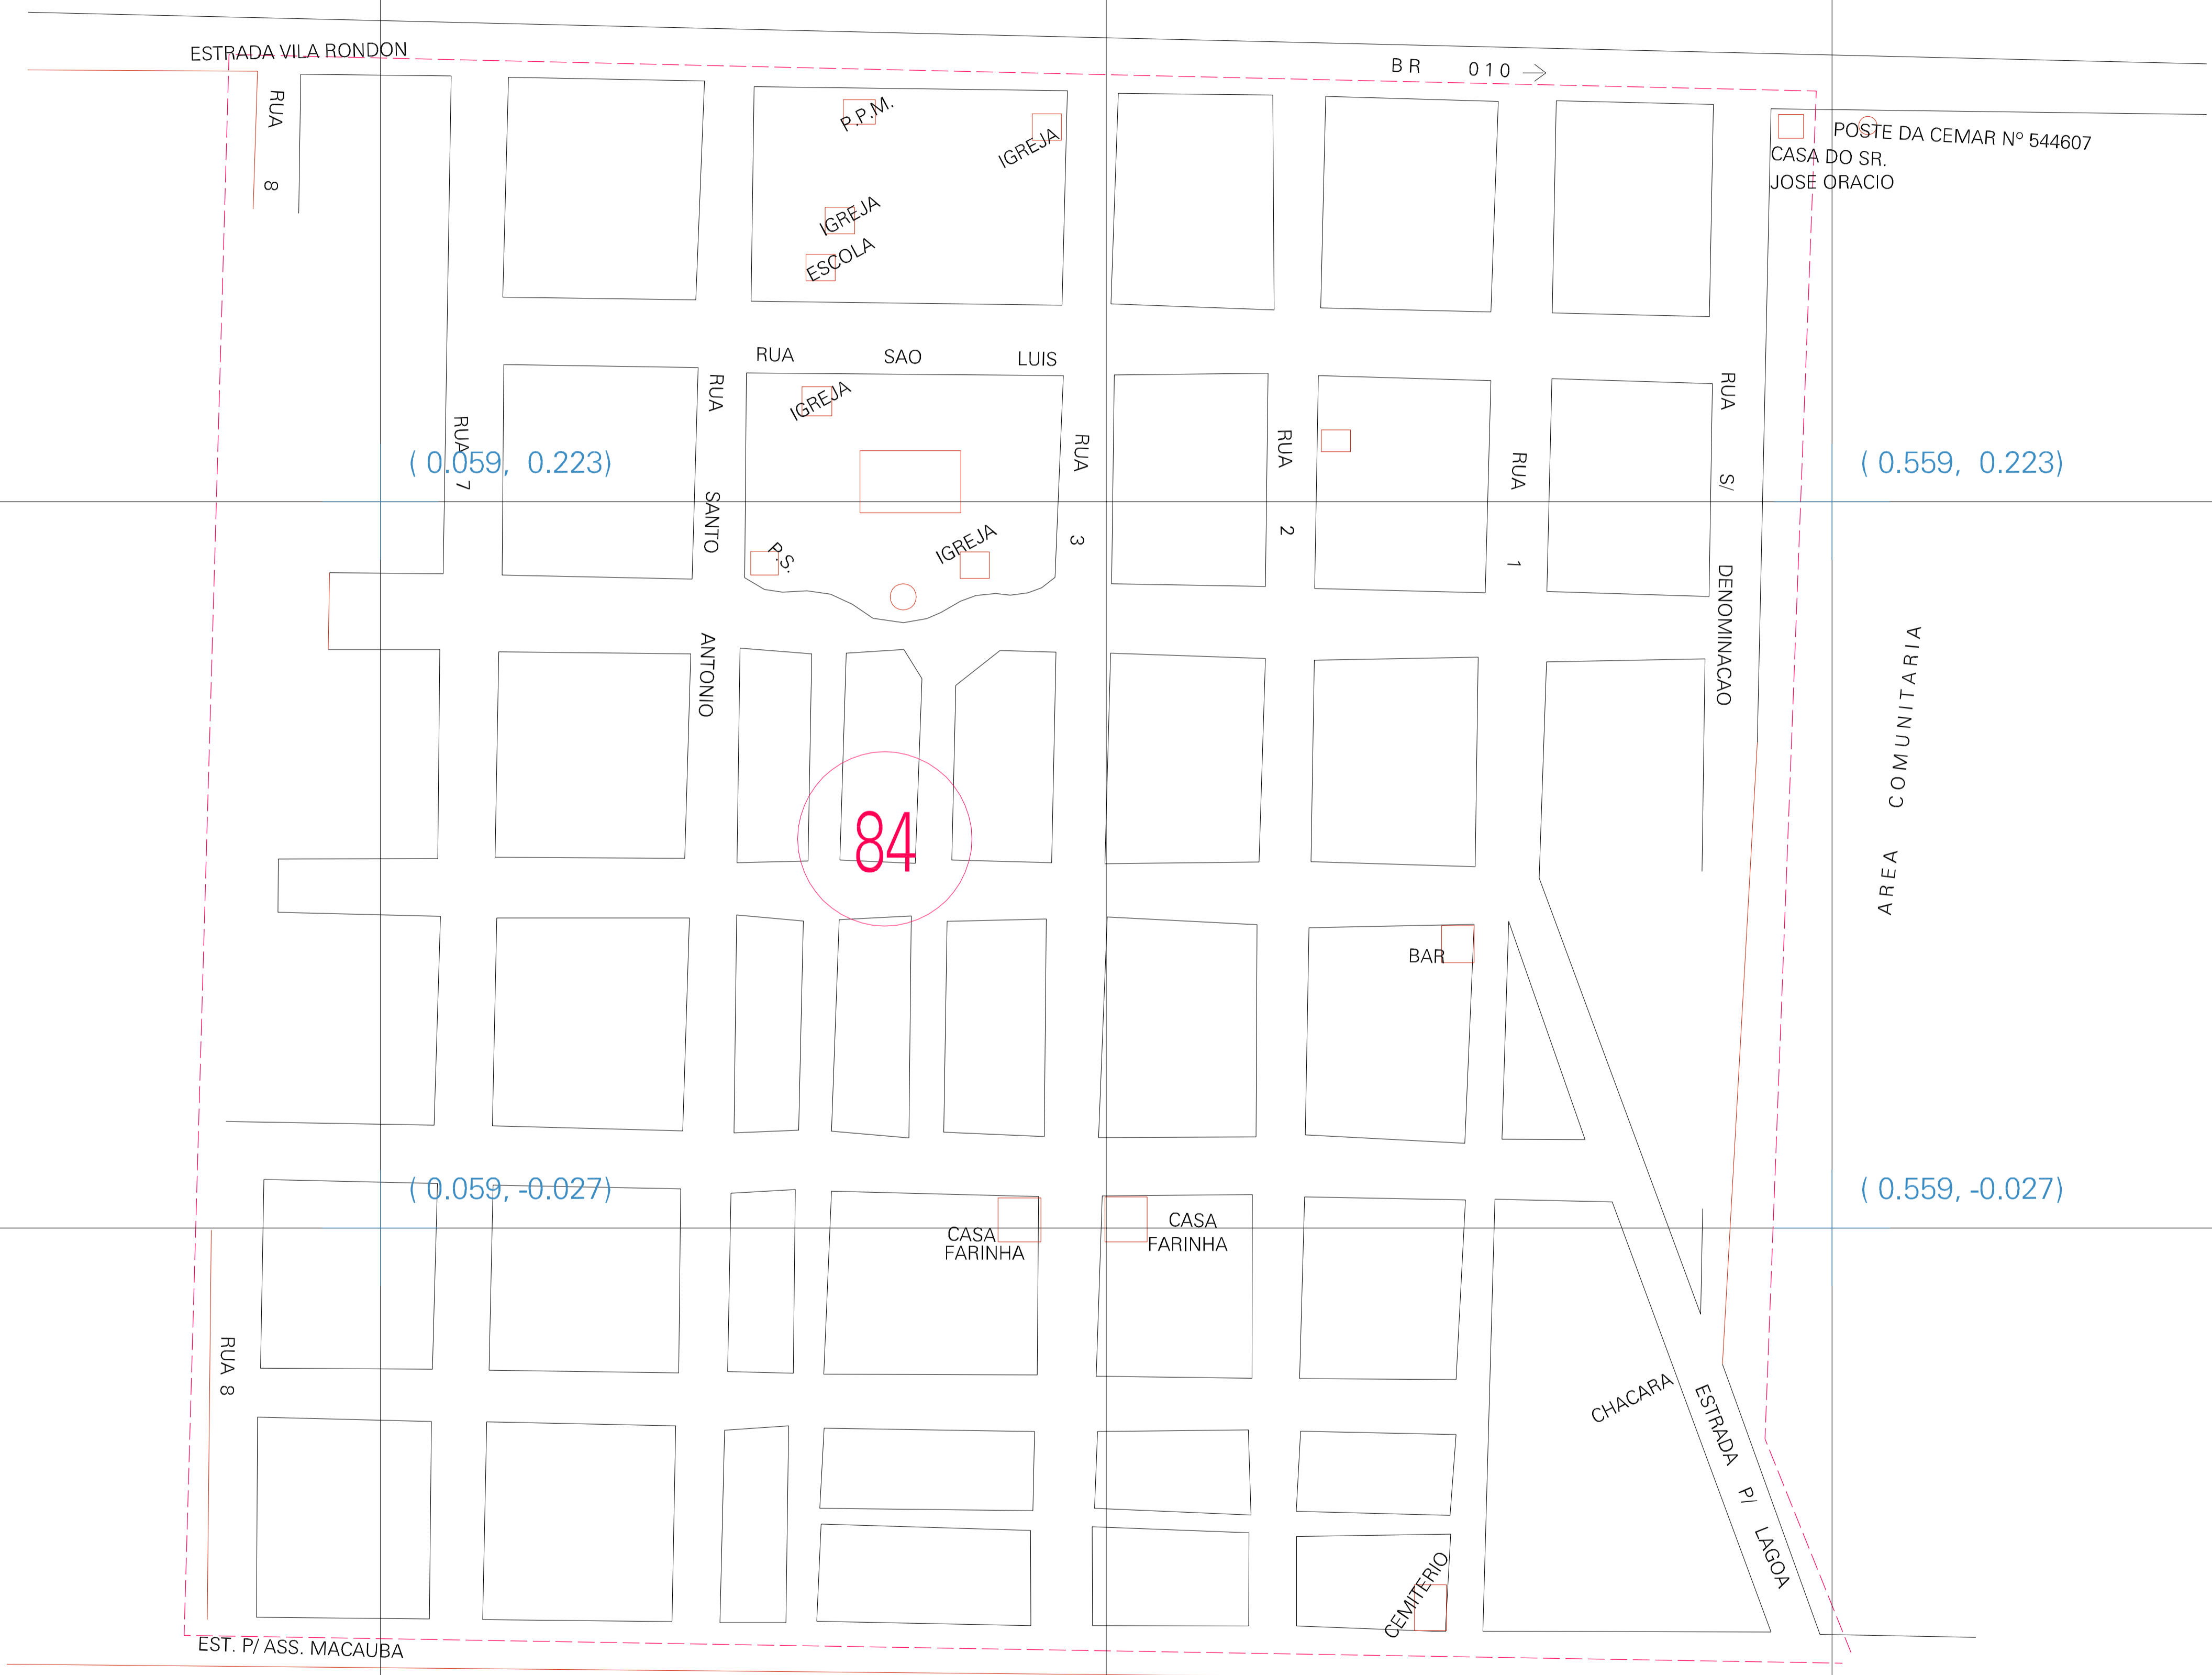 ESTRADA VILA RONDON
BR 010
RUA 8
P.P.M.
IGREJA
POSTE DA CEMAR Nº 544607
CASA DO SR.
JOSE ORACIO
IGREJA
ESCOLA
RUA SAO LUIS
IGREJA
RUA 7
RUA SANTO ANTONIO
RUA 3
RUA 2
RUA 1
RUA S/ DENOMINACAO
( 0.059, 0.223)
( 0.559, 0.223)
P.S.
IGREJA
AREA COMUNITARIA
84
BAR
( 0.059, -0.027)
( 0.559, -0.027)
CASA
FARINHA
CASA
FARINHA
RUA 8
CHACARA
ESTRADA P/ LAGOA
CEMITERIO
EST. P/ ASS. MACAUBA